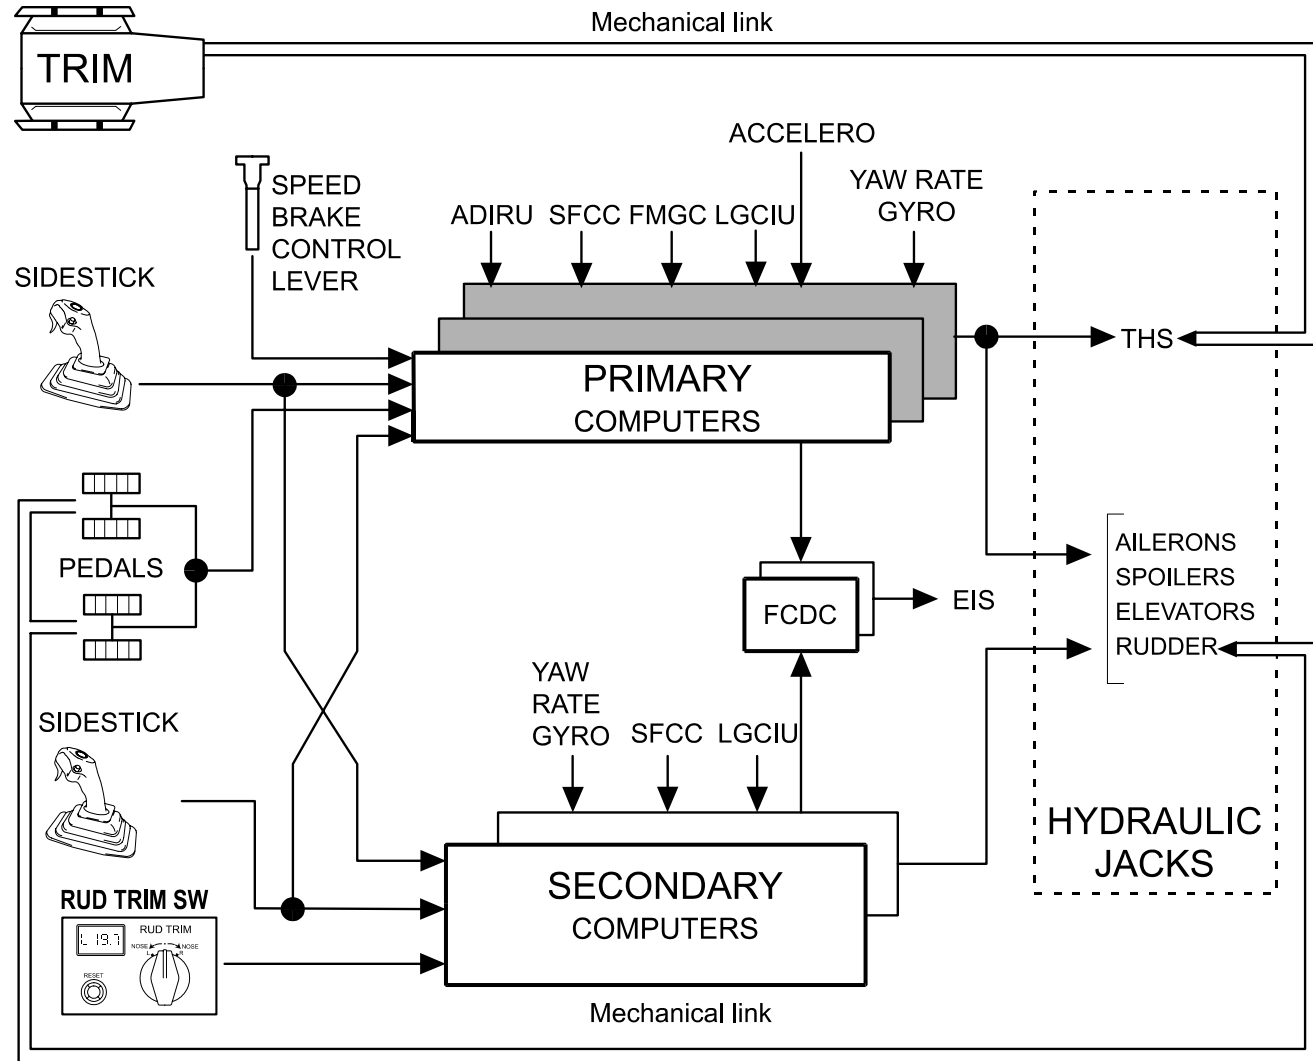 Mechanical link
TRIM
ACCELERO
SPEED
BRAKE
CONTROL
LEVER
YAW RATE
GYRO
ADIRU SFCC FMGC LGCIU
SIDESTICK
THS
PRIMARY
COMPUTERS
AILERONS
SPOILERS
ELEVATORS
RUDDER
PEDALS
FCDC
EIS
YAW
RATE
GYRO
SFCC LGCIU
SIDESTICK
HYDRAULIC
JACKS
SECONDARY
COMPUTERS
RUD TRIM SW
RUD TRIM
L 19.7
NOSE NOSE
L R
RESET
Mechanical link